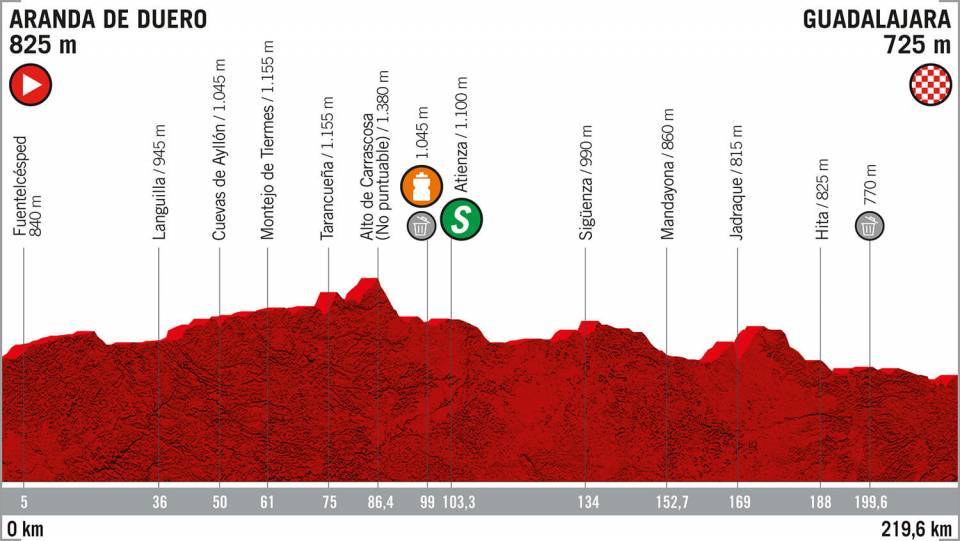 ARANDA DE DUERO
825 m
GUADALAJARA
725 m
Fuentelcésped
840 m
Languilla / 945 m
Cuevas de Ayllón / 1.045 m
Montejo de Tiermes / 1.155 m
Tarancueña / 1.155 m
Alto de Carrascosa
(No puntuable) / 1.380 m
1.045 m
Atienza / 1.100 m
S
Sigüenza / 990 m
Mandayona / 860 m
Jadraque / 815 m
Hita / 825 m
770 m
5
36
50
61
75
86,4
99
103,3
134
152,7
169
188
199,6
0 km
219,6 km